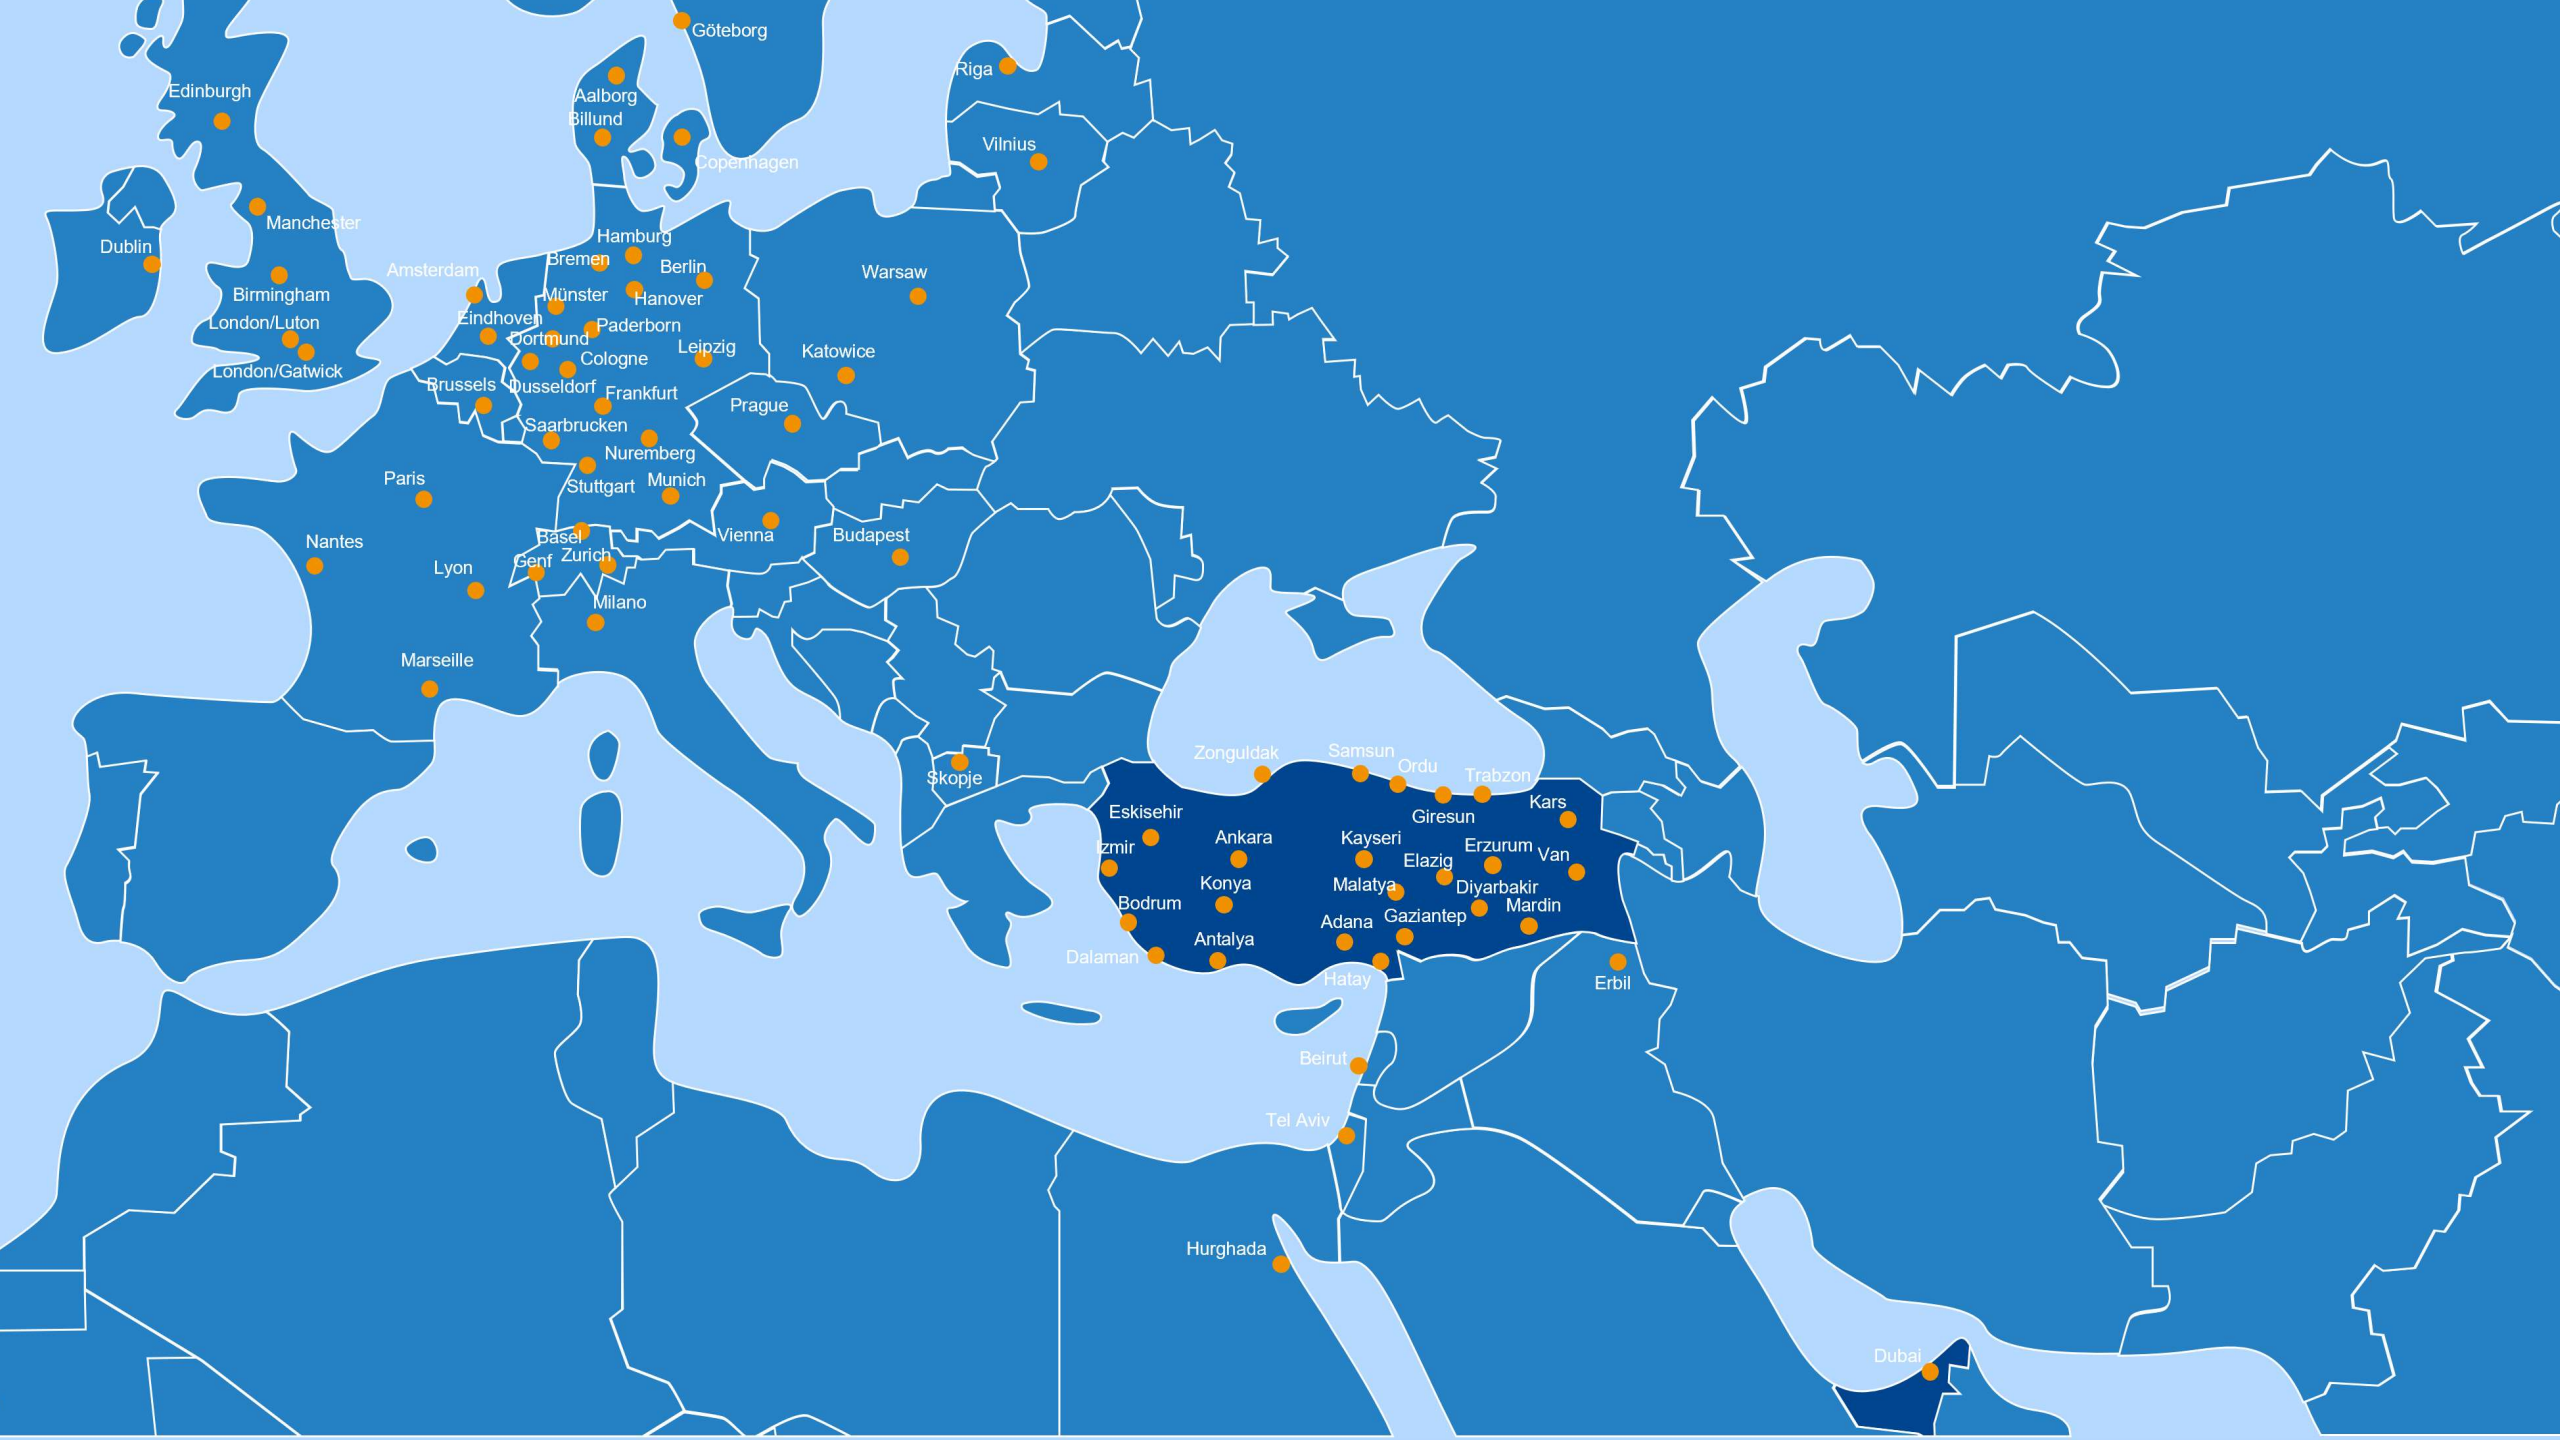 Göteborg
Riga
Edinburgh
Aalborg
Billund
Vilnius
Copenhagen
Manchester
Dublin
Hamburg
Bremen
Berlin
Amsterdam
Warsaw
Birmingham
Münster
Hanover
London/Luton
Eindhoven
Paderborn
Dortmund
Leipzig
Katowice
Cologne
London/Gatwick
Brussels
Dusseldorf
Frankfurt
Prague
Saarbrucken
Nuremberg
Paris
Stuttgart
Munich
Nantes
Basel
Vienna
Budapest
Lyon
Genf
Zurich
Milano
Marseille
Zonguldak
Samsun
Ordu
Trabzon
Skopje
Kars
Eskisehir
Giresun
Izmir
Ankara
Kayseri
Erzurum
Elazig
Van
Konya
Malatya
Diyarbakir
Bodrum
Mardin
Adana
Gaziantep
Antalya
Dalaman
Hatay
Erbil
Beirut
Tel Aviv
Hurghada
Dubai